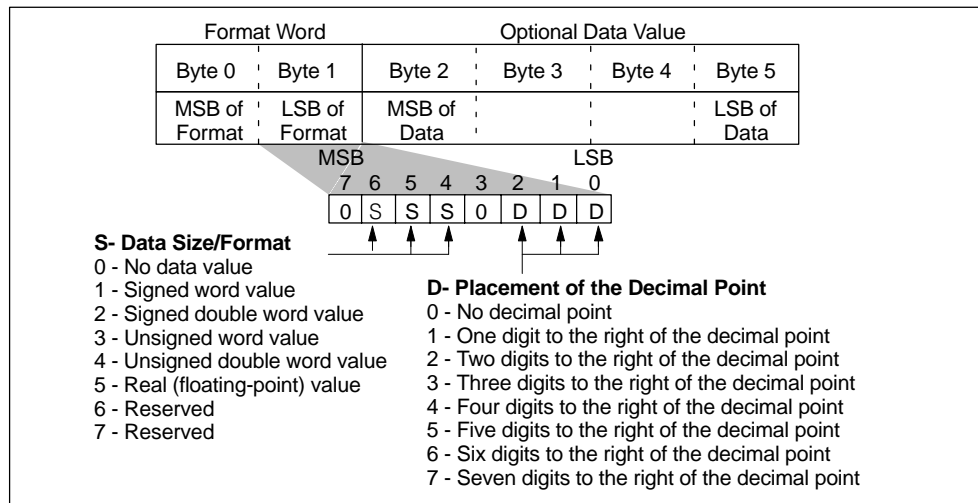 Format Word Optional Data Value
Byte 0 Byte 1 Byte 2 Byte 3 Byte 4 Byte 5
MSB of Format LSB of Format MSB of Data LSB of Data
MSB LSB
7 6 5 4 3 2 1 0
0 S S S 0 D D D
S- Data Size/Format
0 - No data value
1 - Signed word value
2 - Signed double word value
3 - Unsigned word value
4 - Unsigned double word value
5 - Real (floating-point) value
6 - Reserved
7 - Reserved
D- Placement of the Decimal Point
0 - No decimal point
1 - One digit to the right of the decimal point
2 - Two digits to the right of the decimal point
3 - Three digits to the right of the decimal point
4 - Four digits to the right of the decimal point
5 - Five digits to the right of the decimal point
6 - Six digits to the right of the decimal point
7 - Seven digits to the right of the decimal point